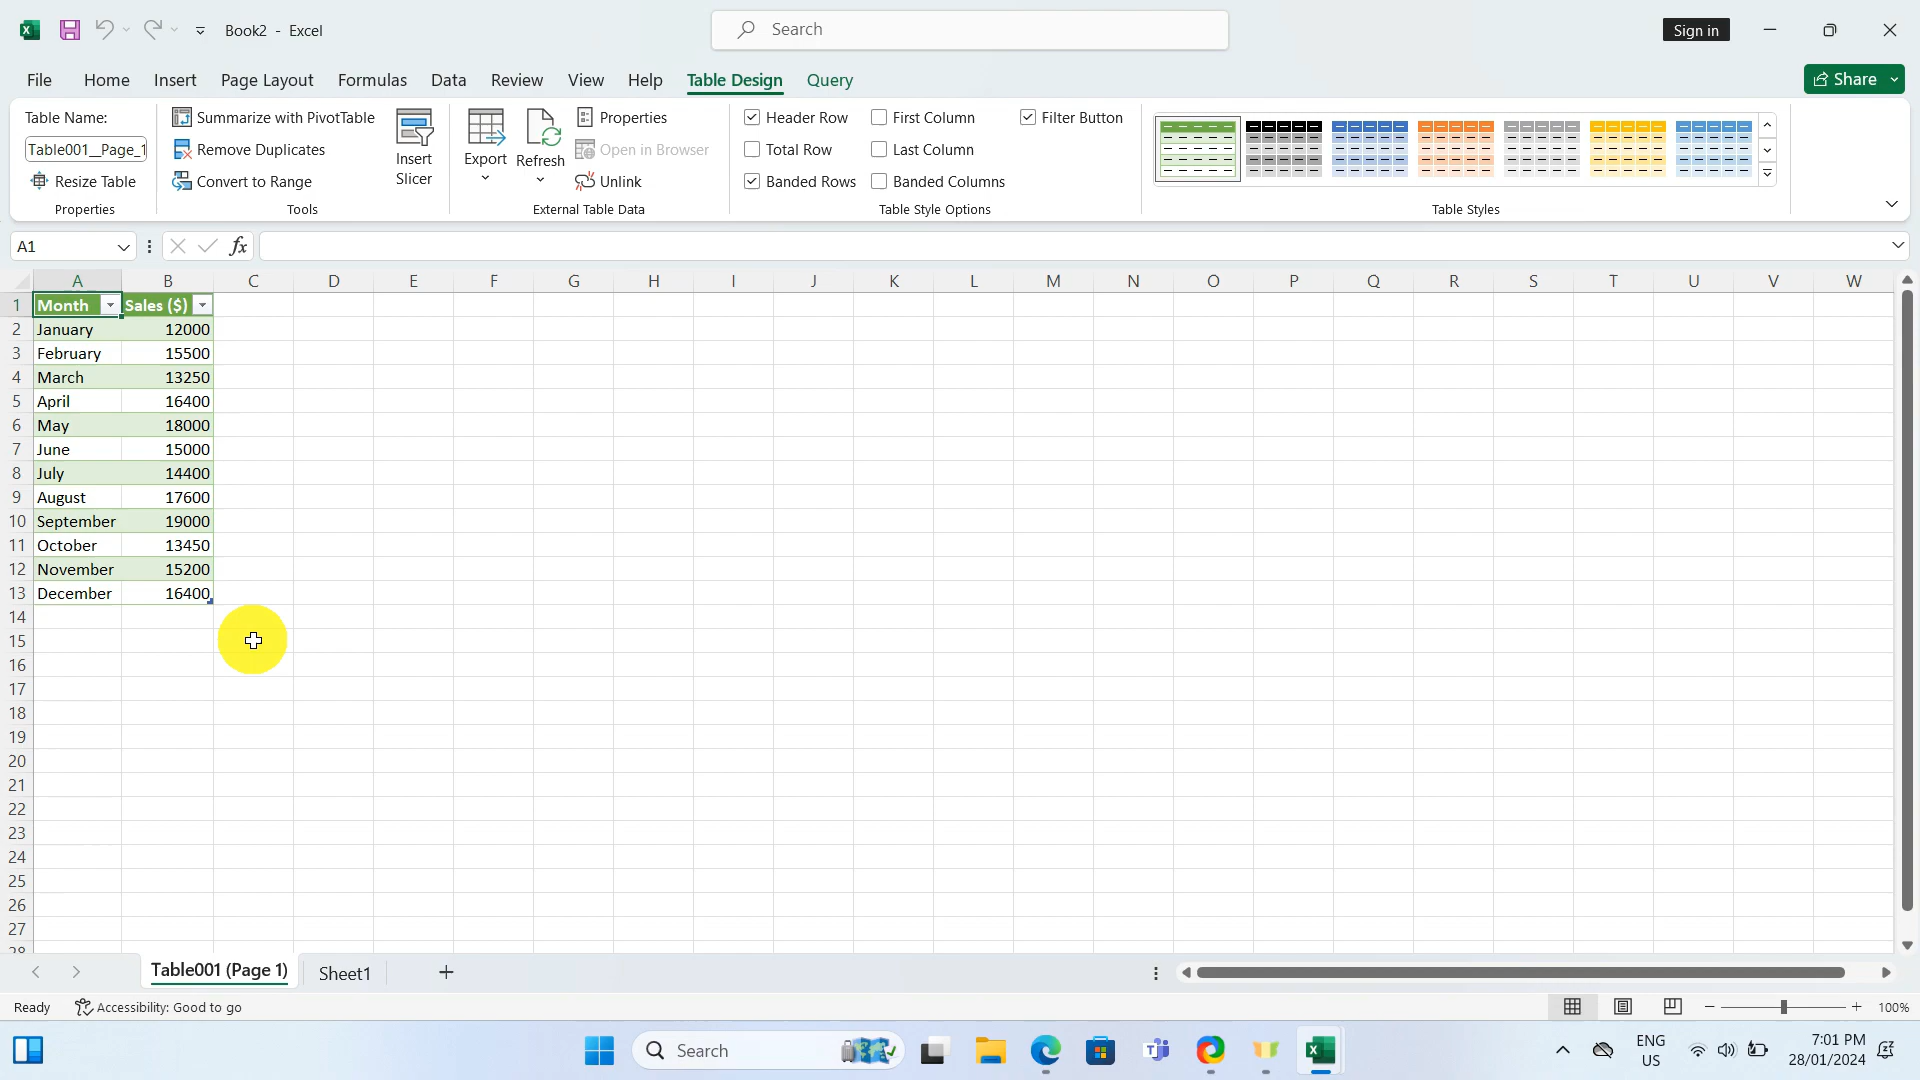 Book2 - Excel
Search
Sign in
File Home Insert Page Layout Formulas Data Review View Help Table Design Query
Share
Table Name:
Table001__Page_1
Resize Table
Properties
Summarize with PivotTable
Remove Duplicates
Convert to Range
Tools
Insert
Slicer
Export
Refresh
Properties
Open in Browser
Unlink
External Table Data
Header Row
Total Row
Banded Rows
First Column
Last Column
Banded Columns
Filter Button
Table Style Options
Table Styles
A1
fx
A B C D E F G H I J K L M N O P Q R S T U V W
1 Month Sales ($)
2 January 12000
3 February 15500
4 March 13250
5 April 16400
6 May 18000
7 June 15000
8 July 14400
9 August 17600
10 September 19000
11 October 13450
12 November 15200
13 December 16400
14
15
16
17
18
19
20
21
22
23
24
25
26
27
28
Table001 (Page 1) Sheet1
Ready Accessibility: Good to go
100%
Search
ENG
US
7:01 PM
28/01/2024